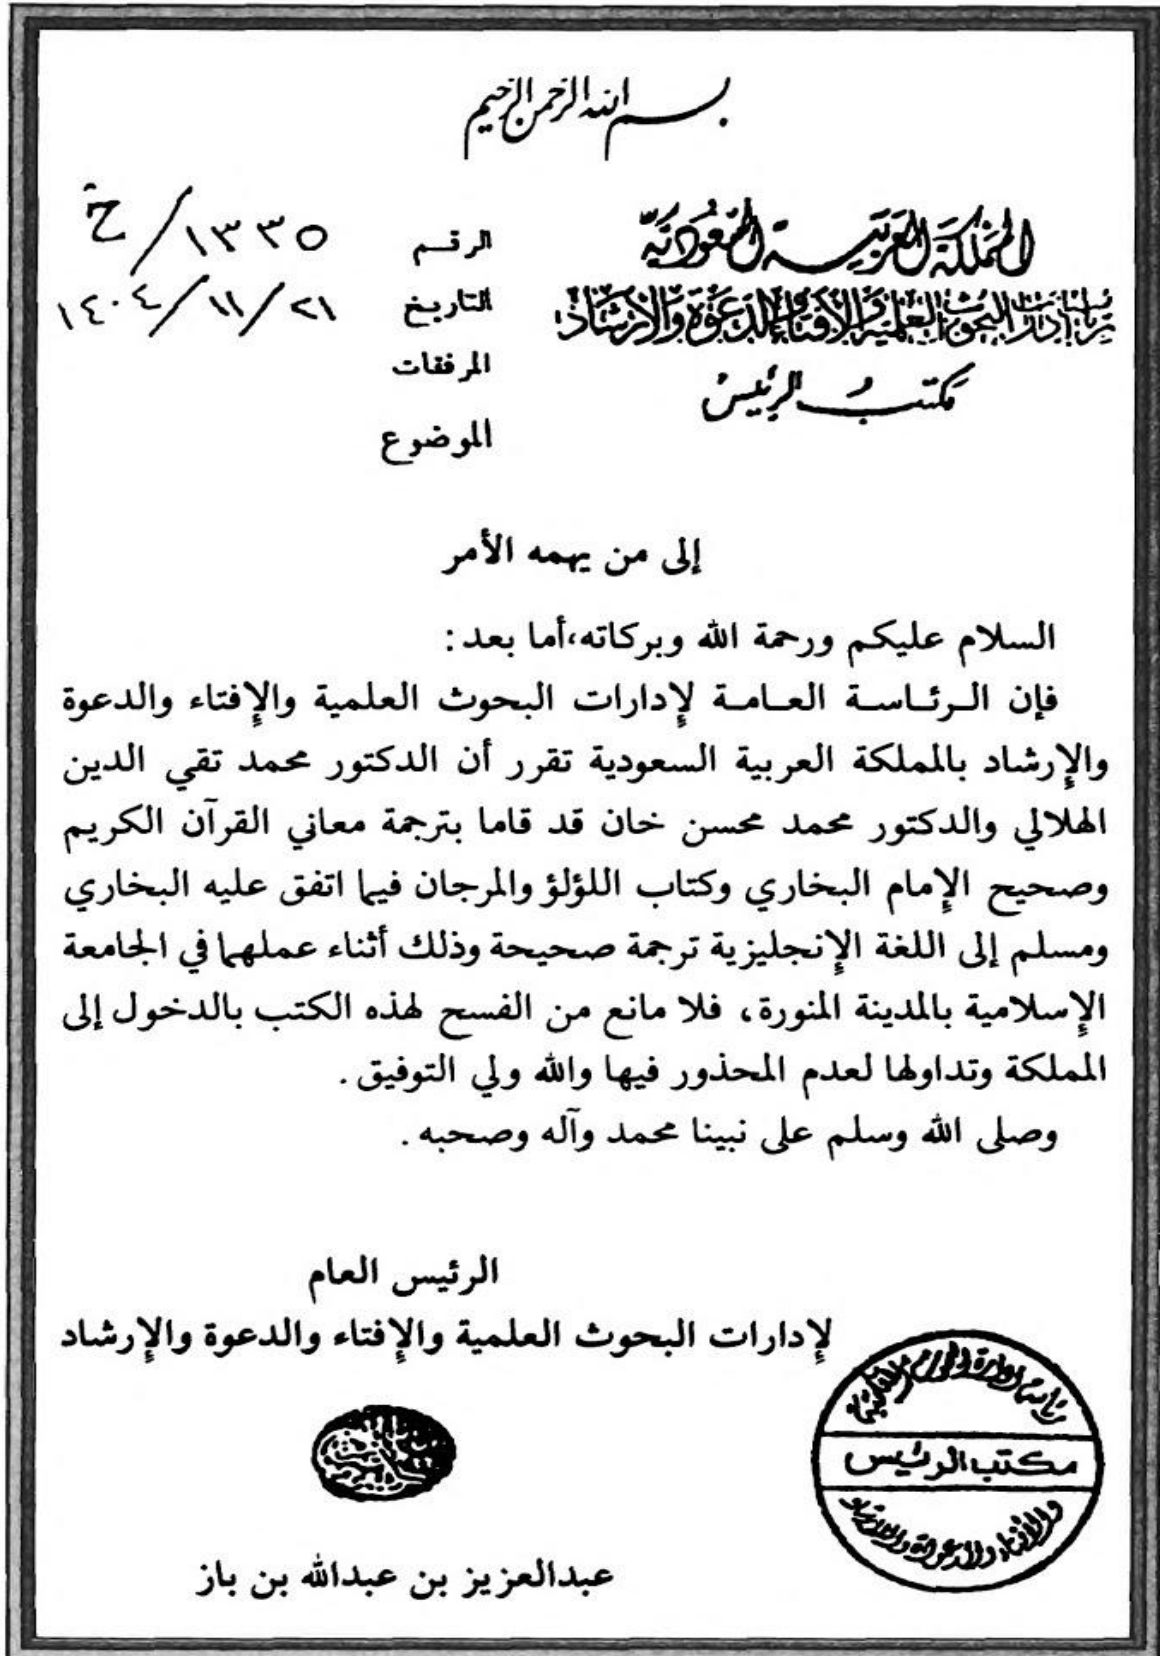 بسم الله الرحمن الرحيم
المملكة العربية السعودية
رئاسة إدارات البحوث العلمية والإفتاء والدعوة والإرشاد
مكتب الرئيس
الرقم ١٣٣٥/خ
التاريخ ١٤٠٤/١١/٢١
المرفقات
الموضوع
إلى من يهمه الأمر
السلام عليكم ورحمة الله وبركاته،أما بعد:
فإن الـرئـاسـة العـامـة لإدارات البحوث العلمية والإفتاء والدعوة
والإرشاد بالمملكة العربية السعودية تقرر أن الدكتور محمد تقي الدين
الهلالي والدكتور محمد محسن خان قد قاما بترجمة معاني القرآن الكريم
وصحيح الإمام البخاري وكتاب اللؤلؤ والمرجان فيما اتفق عليه البخاري
ومسلم إلى اللغة الإنجليزية ترجمة صحيحة وذلك أثناء عملهما في الجامعة
الإسلامية بالمدينة المنورة، فلا مانع من الفسح لهذه الكتب بالدخول إلى
المملكة وتداولها لعدم المحذور فيها والله ولي التوفيق.
وصلى الله وسلم على نبينا محمد وآله وصحبه.
الرئيس العام
لإدارات البحوث العلمية والإفتاء والدعوة والإرشاد
مكتب الرئيس
والإفتاء والدعوة والإرشاد
عبدالعزيز بن عبدالله بن باز